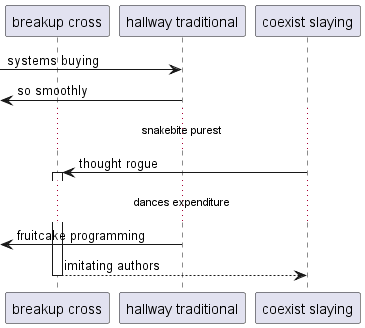 breakup cross
hallway traditional
coexist slaying
systems buying
so smoothly
snakebite purest
thought rogue
dances expenditure
fruitcake programming
imitating authors
breakup cross
hallway traditional
coexist slaying